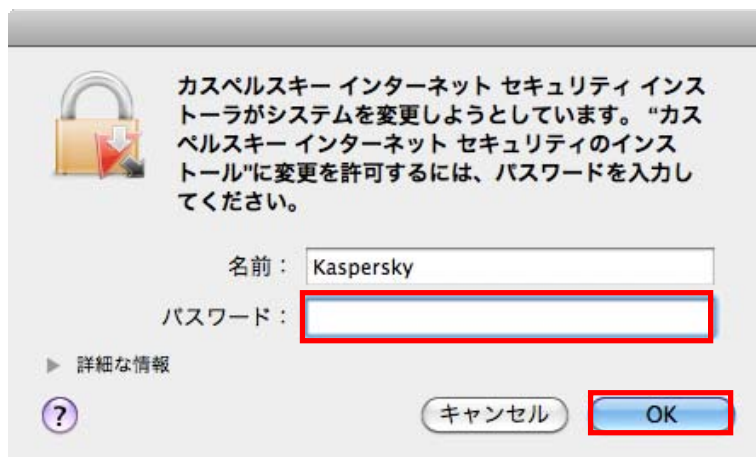 カスペルスキー インターネット セキュリティ インス
トーラがシステムを変更しようとしています。 “カス
ペルスキー インターネット セキュリティのインス
トール"に変更を許可するには、パスワードを入力し
てください。
名前： Kaspersky
パスワード：
詳細な情報
? キャンセル OK